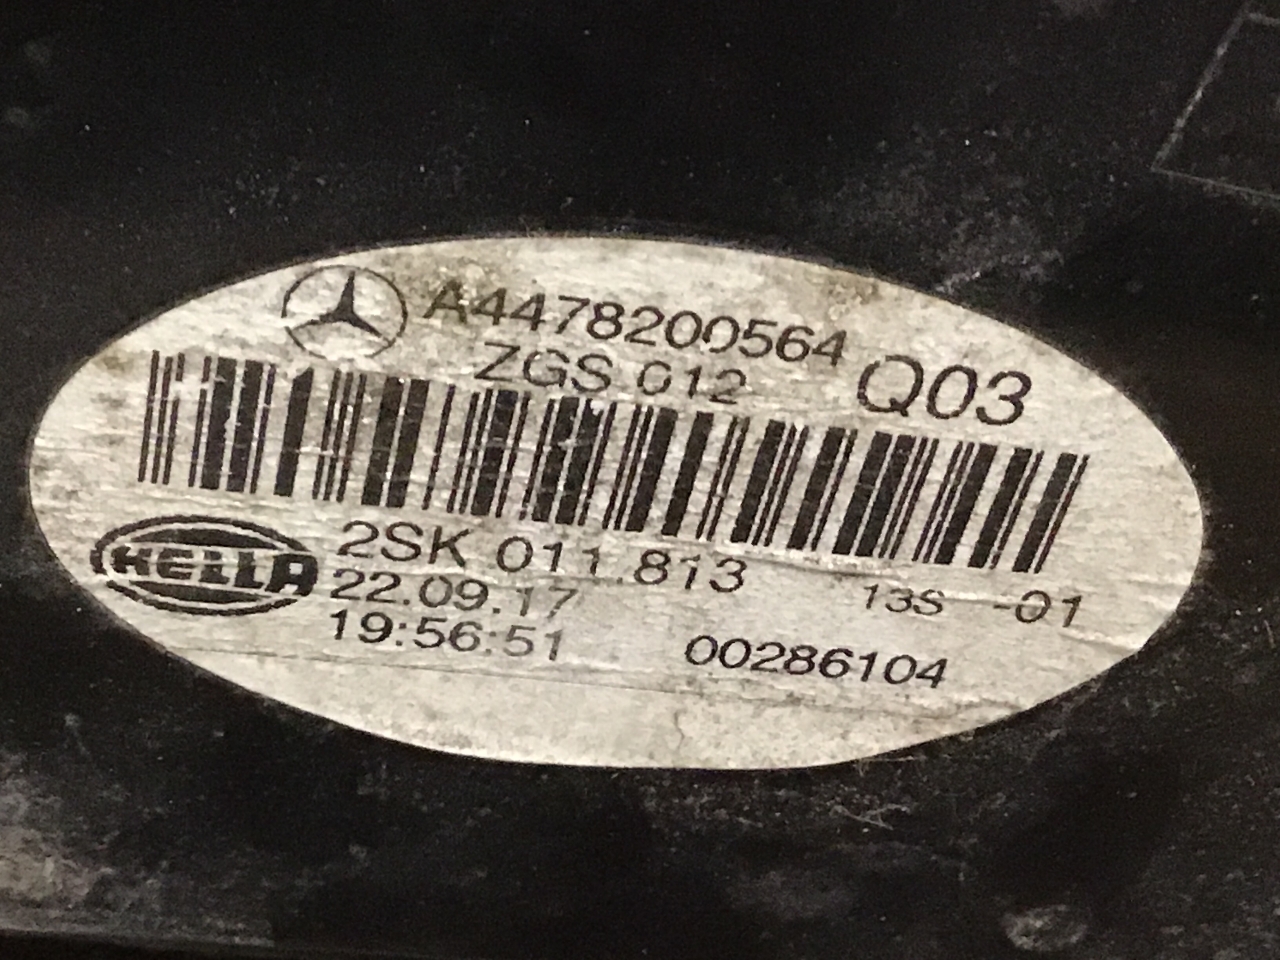 A4478200564
ZGS 012 Q03
HELLA
2SK 011.813 13S -01
22.09.17
19:56:51 00286104